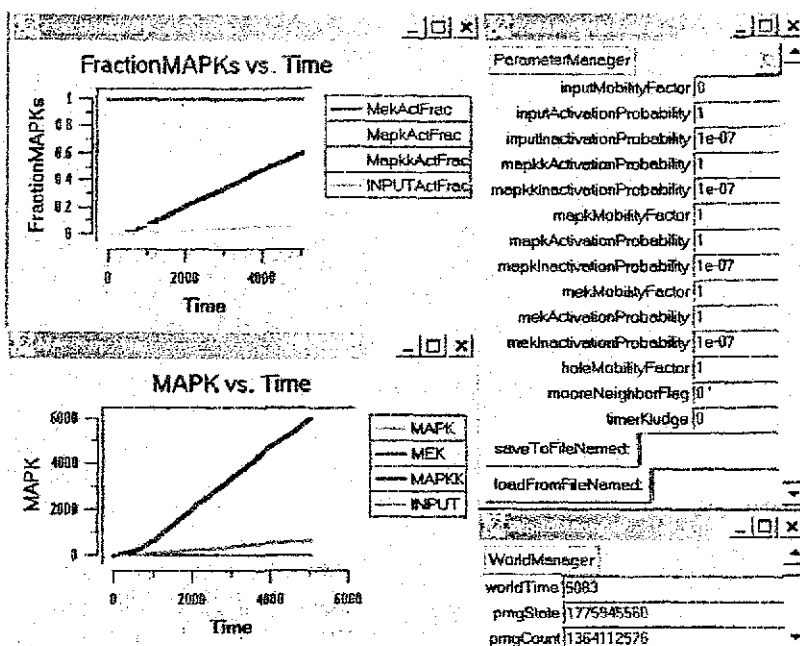 FractionMAPKs vs. Time
FractionMAPKs
1
0.8
0.6
0.4
0.2
0
0
2000
4000
Time
MekActFrac
MapkActFrac
MapkkActFrac
INPUTActFrac
MAPK vs. Time
MAPK
6000
4000
2000
0
0
2000
4000
6000
Time
MAPK
MEK
MAPKK
INPUT
ParameterManager
inputMobilityFactor 0
inputActivationProbability 1
inputInactivationProbability 1e-07
mapkkActivationProbability 1
mapkkInactivationProbability 1e-07
mapkMobilityFactor 1
mapkActivationProbability 1
mapkInactivationProbability 1e-07
mekMobilityFactor 1
mekActivationProbability 1
mekInactivationProbability 1e-07
holeMobilityFactor 1
mooreNeighborFlag 0
timerKludge 0
saveToFileNamed:
loadFromFileNamed:
WorldManager
worldTime 5083
pmgState 1775945560
pmgCount 1364112576